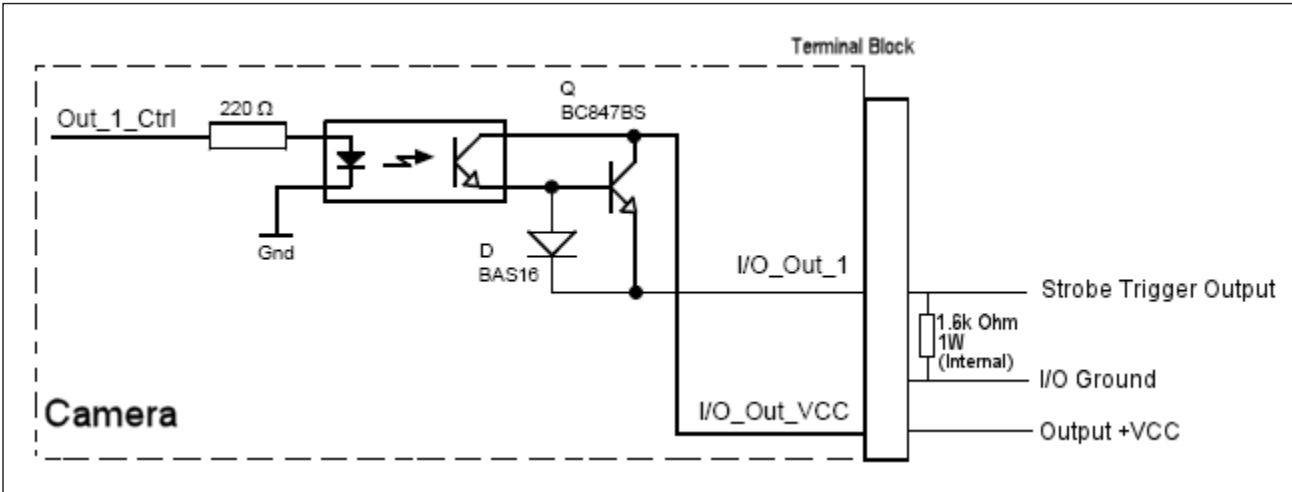 Terminal Block
Q
BC847BS
Out_1_Ctrl
220 Ω
Gnd
D
BAS16
I/O_Out_1
Strobe Trigger Output
1.6k Ohm
1W
(Internal)
I/O Ground
Camera
I/O_Out_VCC
Output +VCC